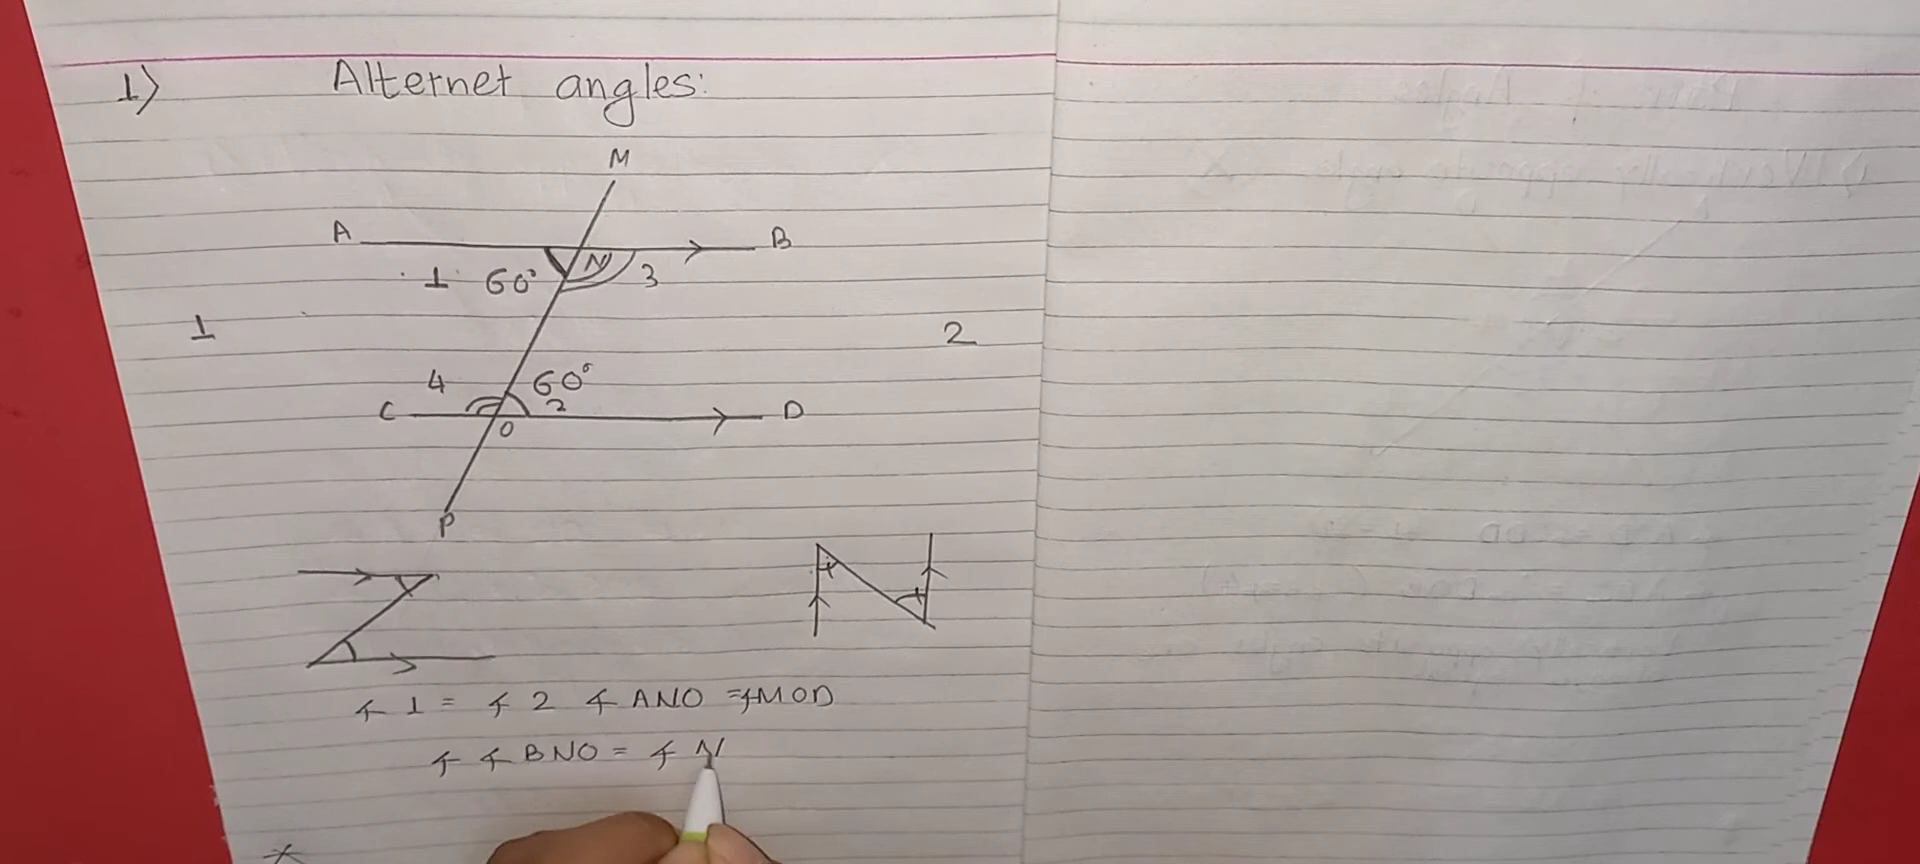 1) Alternet angles:
M
A B
1 60° N 3
1 2
4 60°
2
C D
O
P
∡ 1 = ∡ 2 ∡ ANO = ∡MOD
∡ ∡ BNO = ∡ N